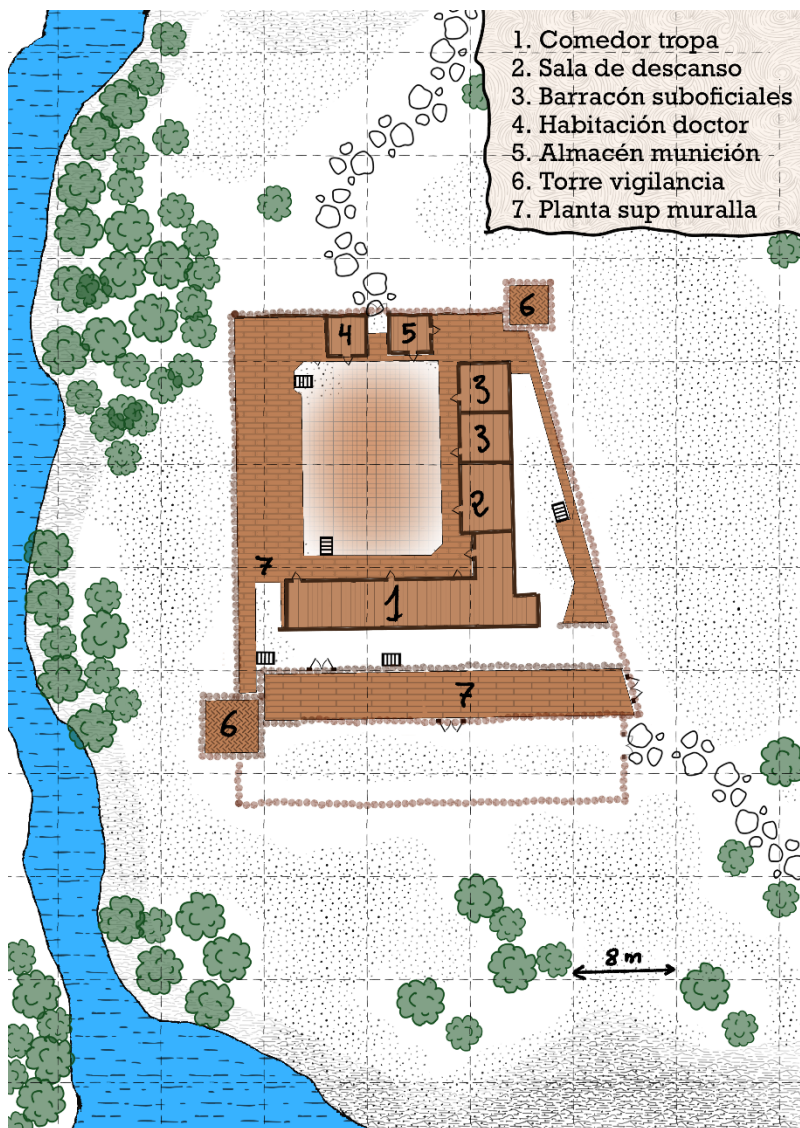 1. Comedor tropa
2. Sala de descanso
3. Barracón suboficiales
4. Habitación doctor
5. Almacén munición
6. Torre vigilancia
7. Planta sup muralla
6
4
5
3
3
2
7
1
7
6
8 m